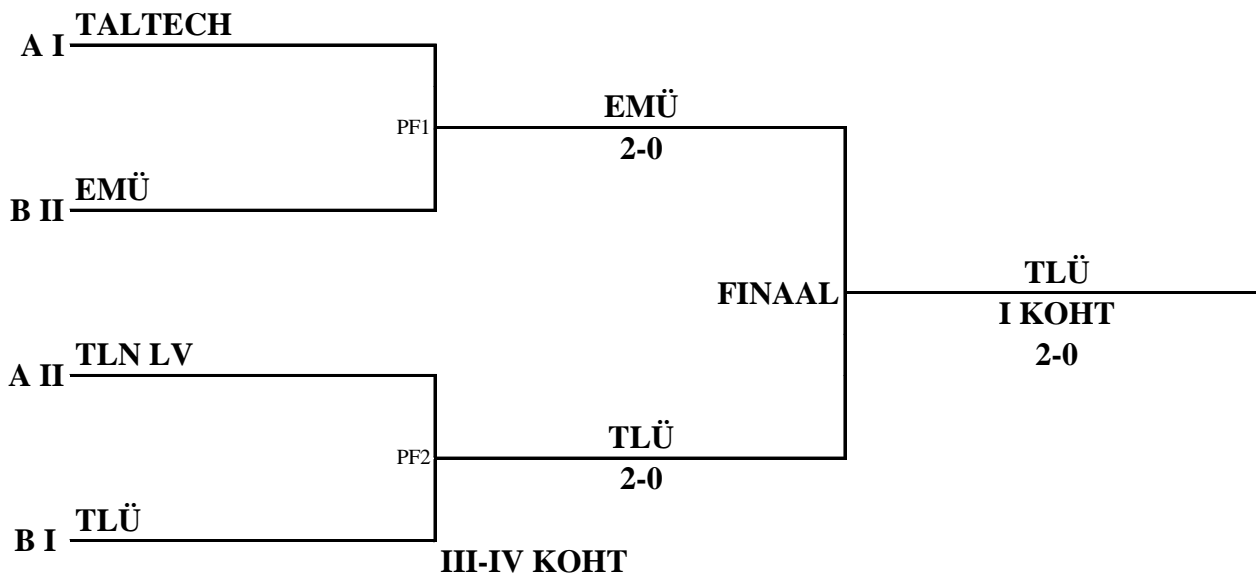 TALTECH
A I
EMÜ
PF1
2-0
EMÜ
B II
TLÜ
FINAAL
I KOHT
TLN LV
2-0
A II
TLÜ
PF2
2-0
TLÜ
B I
III-IV KOHT